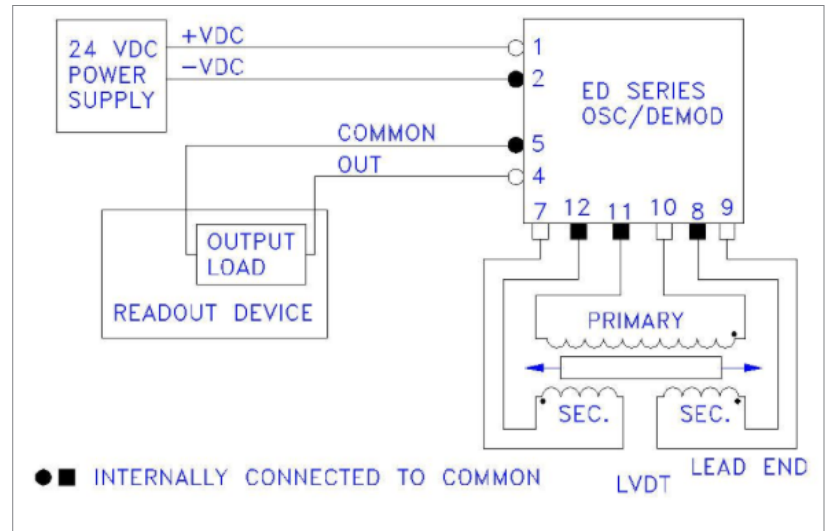 24 VDC
POWER
SUPPLY
+VDC
−VDC
1
2
ED SERIES
OSC/DEMOD
COMMON
5
OUT
4
7 12 11 10 8 9
OUTPUT
LOAD
READOUT DEVICE
PRIMARY
SEC. SEC.
LEAD END
LVDT
INTERNALLY CONNECTED TO COMMON